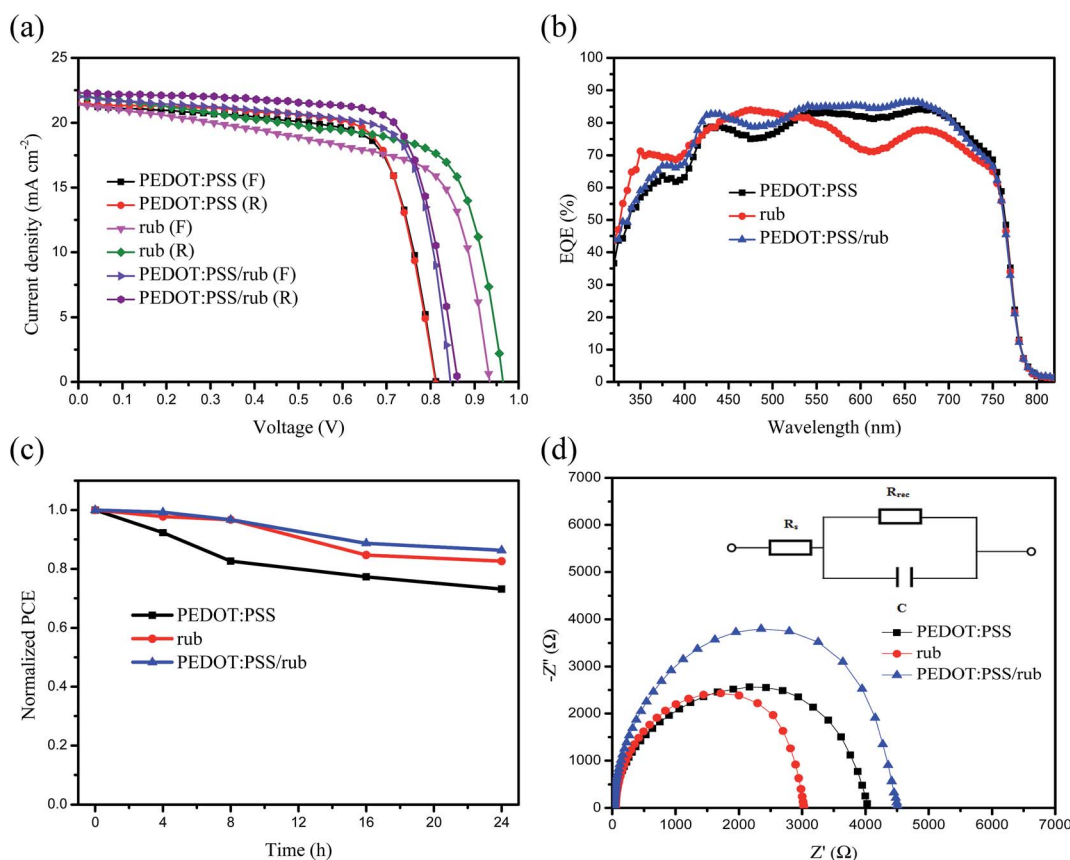 (a)
25
20
15
10
5
0
Current density (mA cm⁻²)
PEDOT:PSS (F)
PEDOT:PSS (R)
rub (F)
rub (R)
PEDOT:PSS/rub (F)
PEDOT:PSS/rub (R)
0.0 0.1 0.2 0.3 0.4 0.5 0.6 0.7 0.8 0.9 1.0
Voltage (V)
(b)
100
90
80
70
60
50
40
30
20
10
0
EQE (%)
PEDOT:PSS
rub
PEDOT:PSS/rub
350 400 450 500 550 600 650 700 750 800
Wavelength (nm)
(c)
1.0
0.8
0.6
0.4
0.2
0.0
Normalized PCE
PEDOT:PSS
rub
PEDOT:PSS/rub
0 4 8 12 16 20 24
Time (h)
(d)
7000
6000
5000
4000
3000
2000
1000
0
-Z'' (Ω)
Rrec
Rs
C
PEDOT:PSS
rub
PEDOT:PSS/rub
0 1000 2000 3000 4000 5000 6000 7000
Z' (Ω)